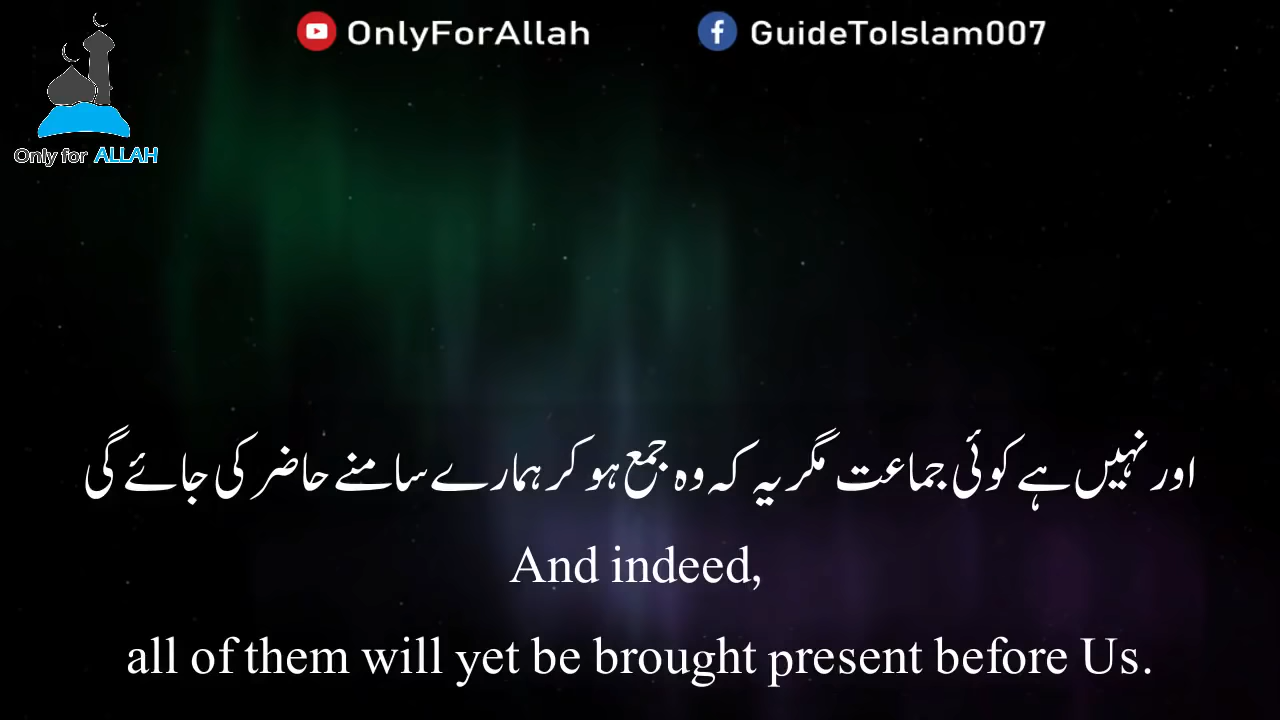 OnlyForAllah
GuideToIslam007
Only for ALLAH
اور نہیں ہے کوئی جماعت مگر یہ کہ وہ جمع ہو کر ہمارے سامنے حاضر کی جائے گی
And indeed,
all of them will yet be brought present before Us.